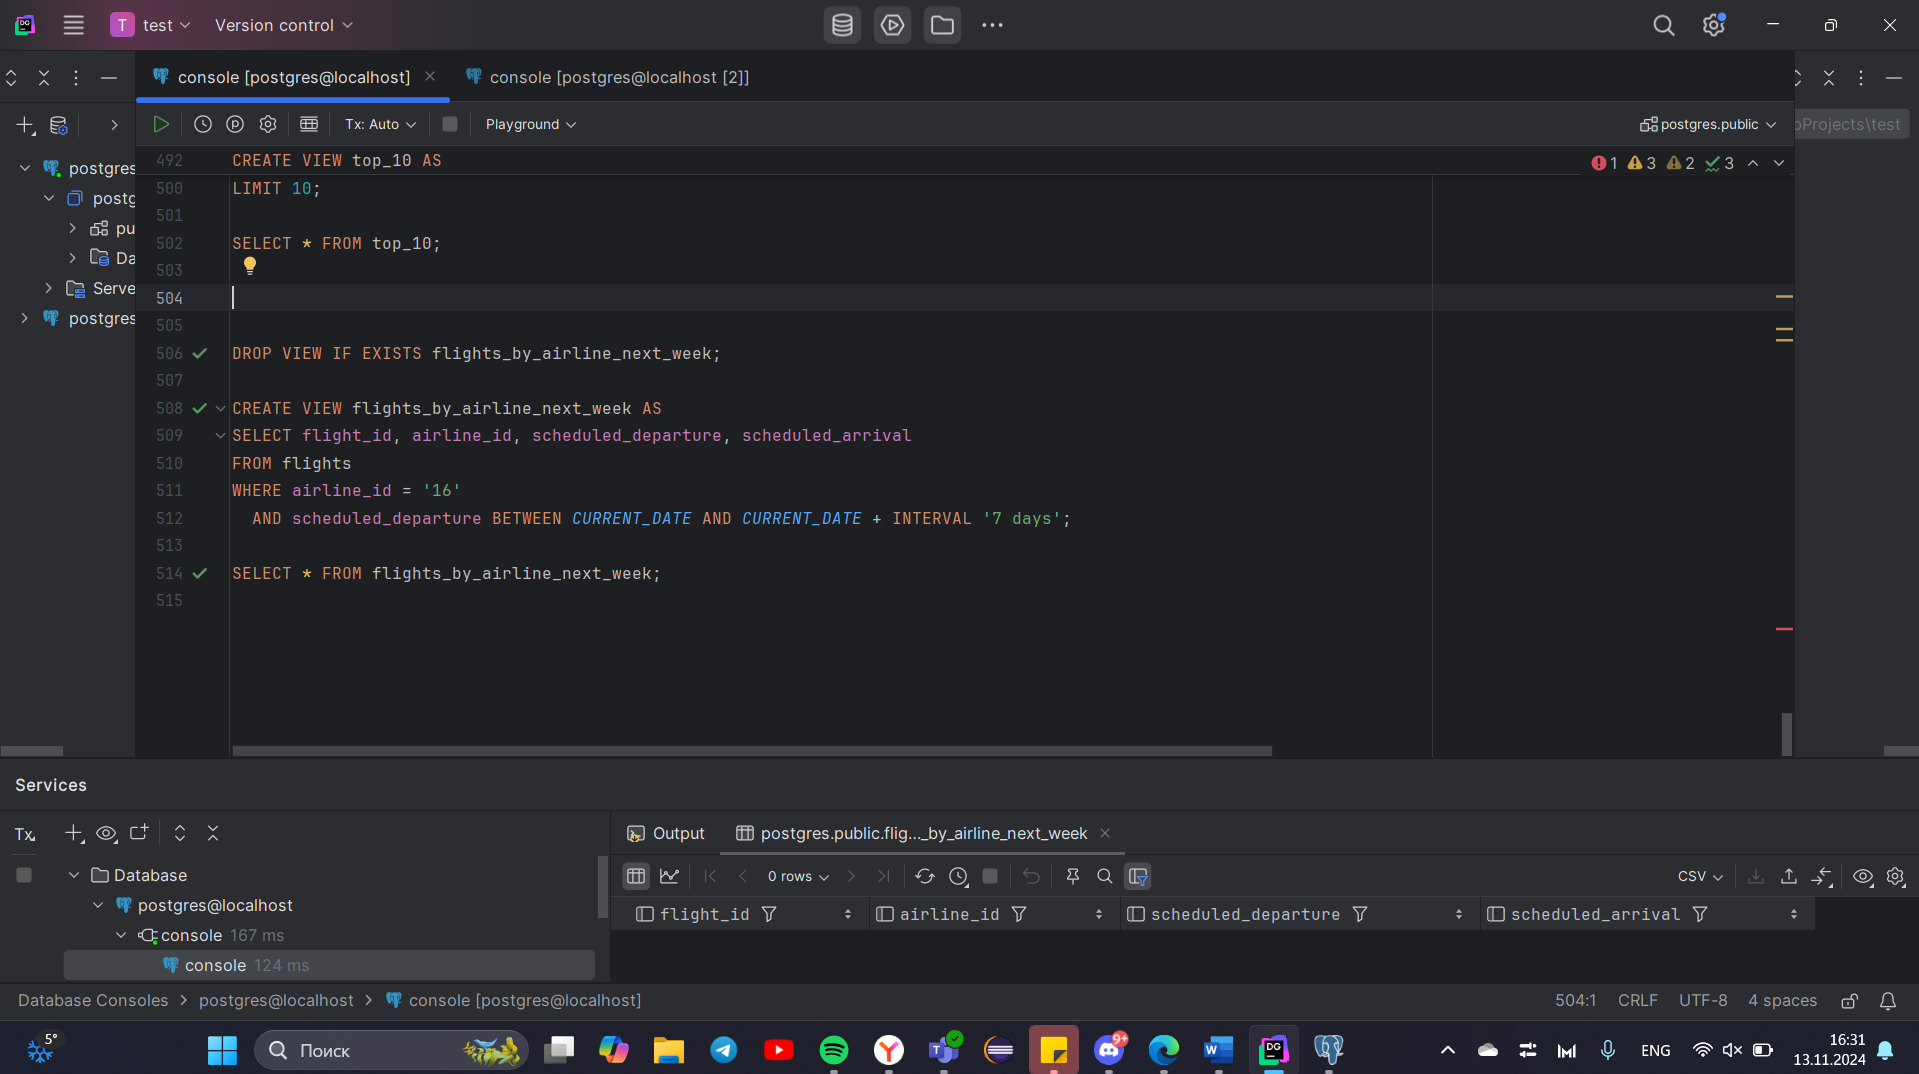 T test Version control
console [postgres@localhost] console [postgres@localhost [2]]
Tx: Auto Playground postgres.public oProjects\test
postgres
postg
pu
Da
Serve
postgres
1 3 2 3
492 CREATE VIEW top_10 AS
500 LIMIT 10;
501
502 SELECT * FROM top_10;
503
504
505
506 DROP VIEW IF EXISTS flights_by_airline_next_week;
507
508 CREATE VIEW flights_by_airline_next_week AS
509 SELECT flight_id, airline_id, scheduled_departure, scheduled_arrival
510 FROM flights
511 WHERE airline_id = '16'
512 AND scheduled_departure BETWEEN CURRENT_DATE AND CURRENT_DATE + INTERVAL '7 days';
513
514 SELECT * FROM flights_by_airline_next_week;
515
Services
Tx
Database
postgres@localhost
console 167 ms
console 124 ms
Output postgres.public.flig..._by_airline_next_week
0 rows CSV
flight_id airline_id scheduled_departure scheduled_arrival
Database Consoles > postgres@localhost > console [postgres@localhost] 504:1 CRLF UTF-8 4 spaces
5° Поиск 9+ ENG 16:31
13.11.2024